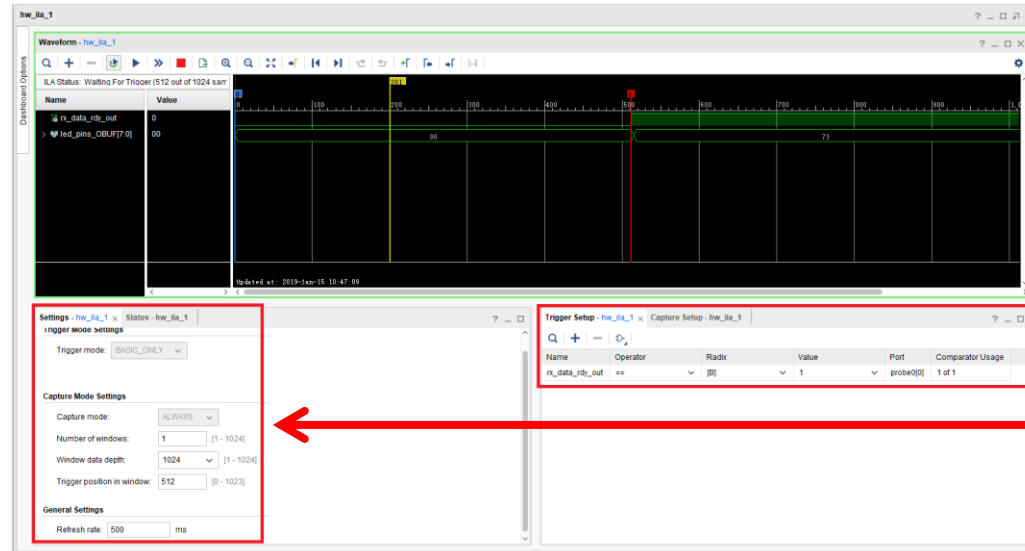 hw_ila_1
Dashboard Options
Waveform - hw_ila_1
ILA Status: Waiting For Trigger (512 out of 1024 sam
Name Value
rx_data_rdy_out 0
led_pins_OBUF[7:0] 00
201
0 100 200 300 400 500 600 700 800 900 1,0
00 73
Updated at: 2019-Jan-15 10:47:09
Settings - hw_ila_1 Status - hw_ila_1
Trigger Mode Settings
Trigger mode: BASIC_ONLY
Capture Mode Settings
Capture mode: ALWAYS
Number of windows: 1 [1 - 1024]
Window data depth: 1024 [1 - 1024]
Trigger position in window: 512 [0 - 1023]
General Settings
Refresh rate: 500 ms
Trigger Setup - hw_ila_1 Capture Setup - hw_ila_1
Name Operator Radix Value Port Comparator Usage
rx_data_rdy_out == [B] 1 probe0[0] 1 of 1